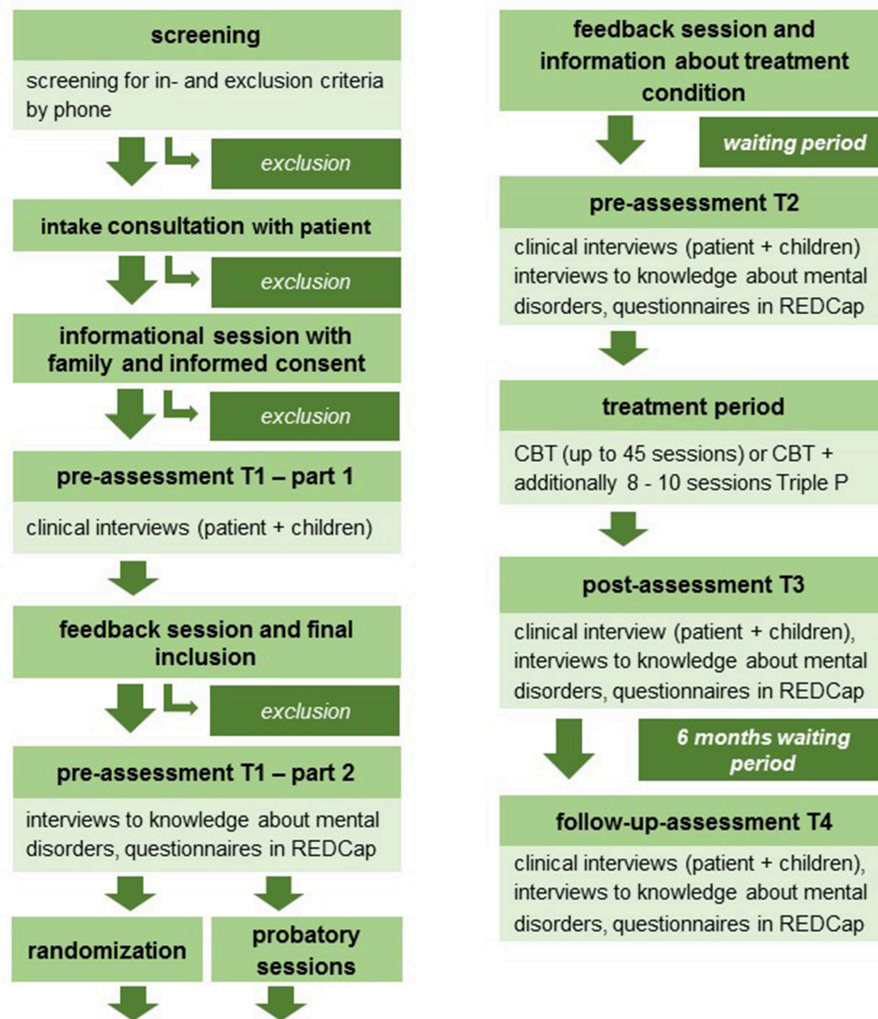 screening
screening for in- and exclusion criteria
by phone
exclusion
intake consultation with patient
exclusion
informational session with
family and informed consent
exclusion
pre-assessment T1 – part 1
clinical interviews (patient + children)
feedback session and final
inclusion
exclusion
pre-assessment T1 – part 2
interviews to knowledge about mental
disorders, questionnaires in REDCap
randomization
probatory
sessions
feedback session and
information about treatment
condition
waiting period
pre-assessment T2
clinical interviews (patient + children)
interviews to knowledge about mental
disorders, questionnaires in REDCap
treatment period
CBT (up to 45 sessions) or CBT +
additionally 8 - 10 sessions Triple P
post-assessment T3
clinical interview (patient + children),
interviews to knowledge about mental
disorders, questionnaires in REDCap
6 months waiting
period
follow-up-assessment T4
clinical interviews (patient + children),
interviews to knowledge about mental
disorders, questionnaires in REDCap